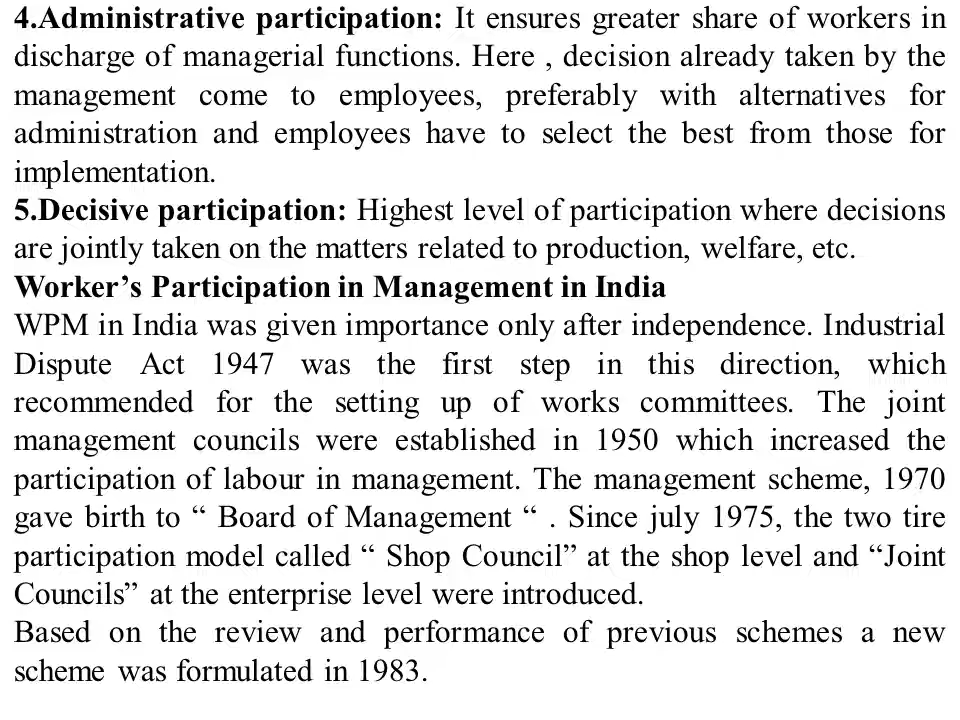 4.Administrative participation: It ensures greater share of workers in
discharge of managerial functions. Here , decision already taken by the
management come to employees, preferably with alternatives for
administration and employees have to select the best from those for
implementation.
5.Decisive participation: Highest level of participation where decisions
are jointly taken on the matters related to production, welfare, etc.
Worker’s Participation in Management in India
WPM in India was given importance only after independence. Industrial
Dispute Act 1947 was the first step in this direction, which
recommended for the setting up of works committees. The joint
management councils were established in 1950 which increased the
participation of labour in management. The management scheme, 1970
gave birth to “ Board of Management “ . Since july 1975, the two tire
participation model called “ Shop Council” at the shop level and “Joint
Councils” at the enterprise level were introduced.
Based on the review and performance of previous schemes a new
scheme was formulated in 1983.